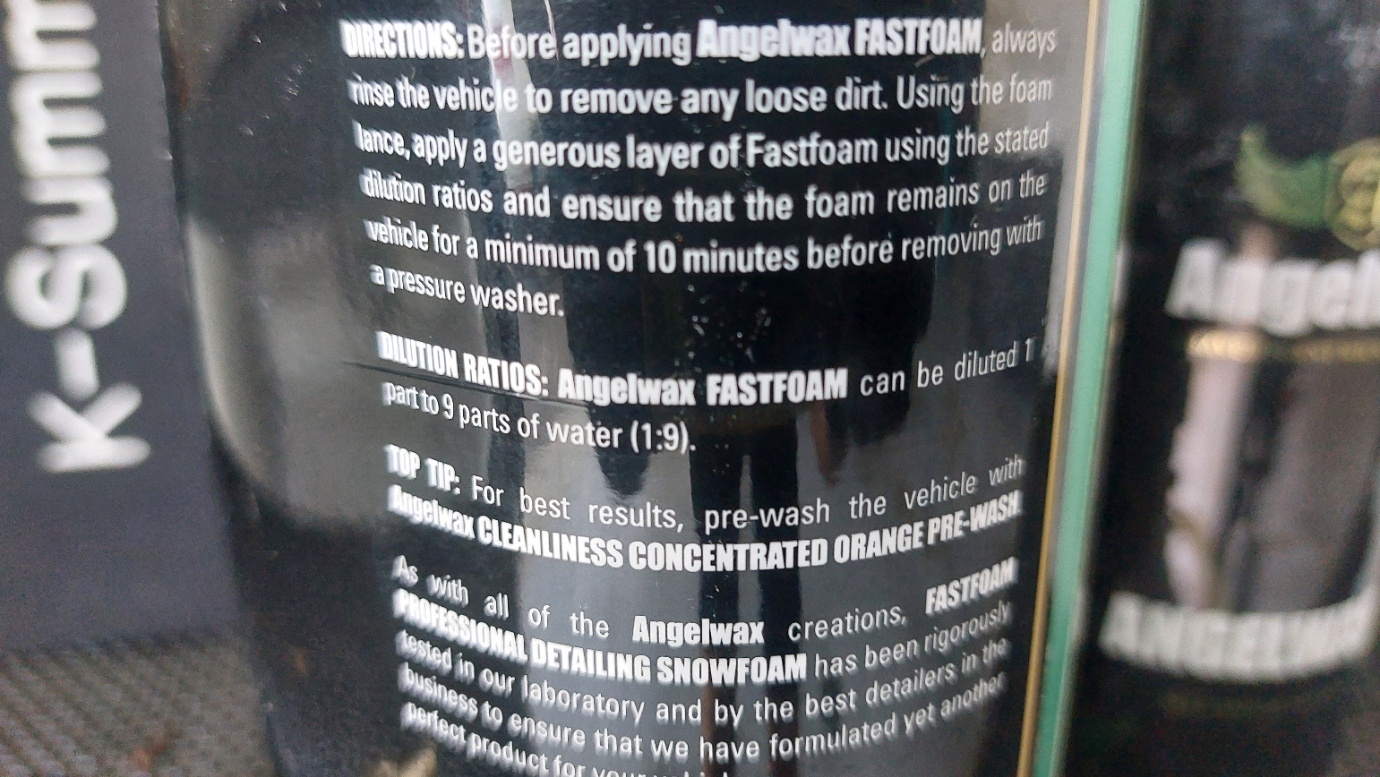 K-Summ
DIRECTIONS: Before applying Angelwax FASTFOAM, always
rinse the vehicle to remove any loose dirt. Using the foam
lance, apply a generous layer of Fastfoam using the stated
dilution ratios and ensure that the foam remains on the
vehicle for a minimum of 10 minutes before removing with
a pressure washer.
DILUTION RATIOS: Angelwax FASTFOAM can be diluted 1
part to 9 parts of water (1:9).
TOP TIP: For best results, pre-wash the vehicle with
Angelwax CLEANLINESS CONCENTRATED ORANGE PRE-WASH.
As with all of the Angelwax creations, FASTFOAM
PROFESSIONAL DETAILING SNOWFOAM has been rigorously
tested in our laboratory and by the best detailers in the
business to ensure that we have formulated yet another
perfect product for your
Angel
ANGELWA